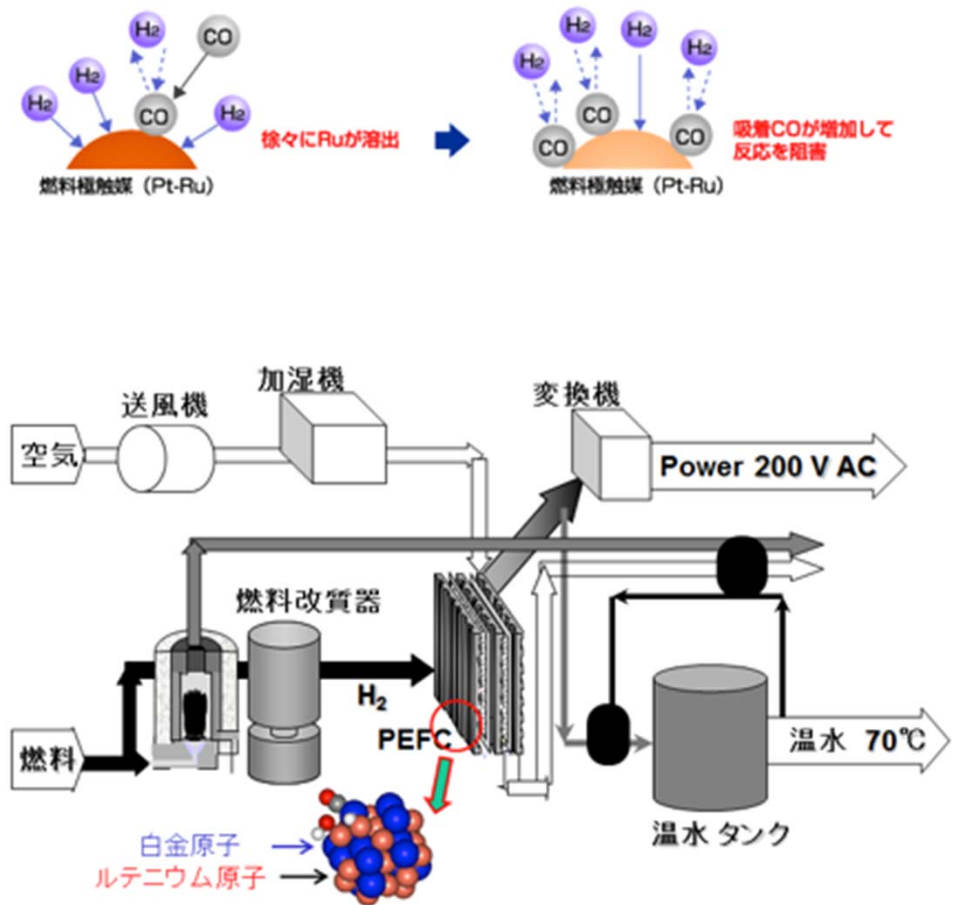 H₂
CO
H₂
H₂
CO
H₂
徐々にRuが溶出
燃料極触媒(Pt-Ru)
H₂
H₂
H₂
H₂
CO
CO
CO
吸着COが増加して
反応を阻害
燃料極触媒(Pt-Ru)
空気
送風機
加湿機
変換機
Power 200 V AC
燃料改質器
H₂
PEFC
燃料
温水 70℃
温水タンク
白金原子
ルテニウム原子